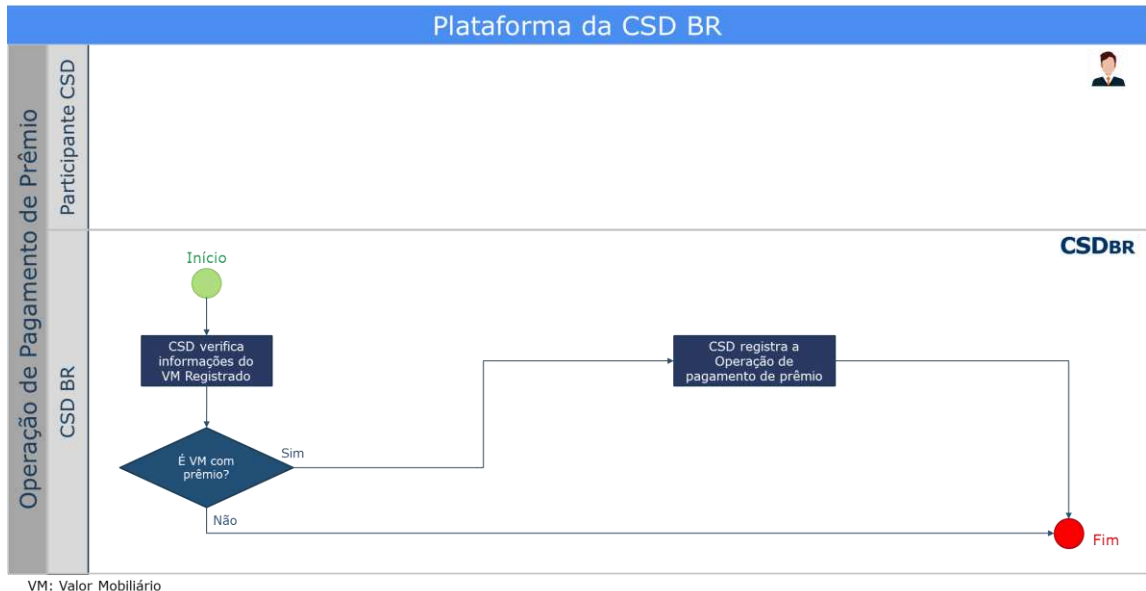 Plataforma da CSD BR
Operação de Pagamento de Prêmio
Participante CSD
CSD BR
CSDBR
Início
CSD verifica
informações do
VM Registrado
É VM com
prêmio?
Sim
Não
CSD registra a
Operação de
pagamento de prêmio
Fim
VM: Valor Mobiliário